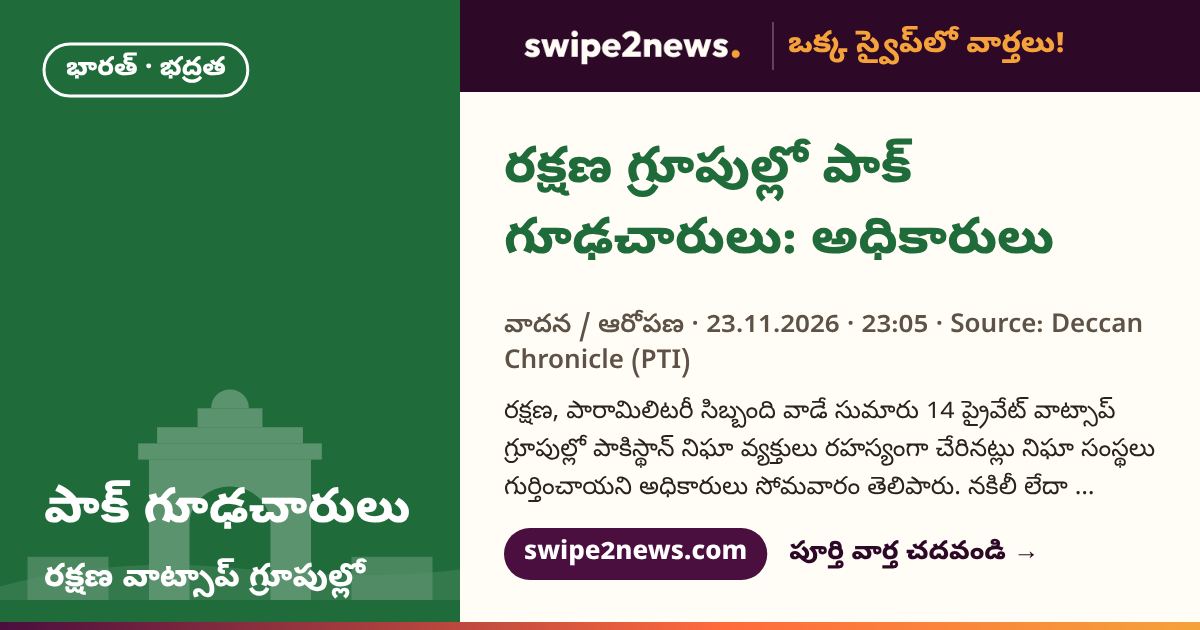 భారత్ · భద్రత
పాక్ గూఢచారులు
రక్షణ వాట్సాప్ గ్రూపుల్లో
swipe2news.
ఒక్క స్వైప్‌లో వార్తలు!
రక్షణ గ్రూపుల్లో పాక్
గూఢచారులు: అధికారులు
వాదన / ఆరోపణ · 23.11.2026 · 23:05 · Source: Deccan
Chronicle (PTI)
రక్షణ, పారామిలిటరీ సిబ్బంది వాడే సుమారు 14 ప్రైవేట్ వాట్సాప్
గ్రూపుల్లో పాకిస్థాన్ నిఘా వ్యక్తులు రహస్యంగా చేరినట్లు నిఘా సంస్థలు
గుర్తించాయని అధికారులు సోమవారం తెలిపారు. నకిలీ లేదా ...
swipe2news.com
పూర్తి వార్త చదవండి →